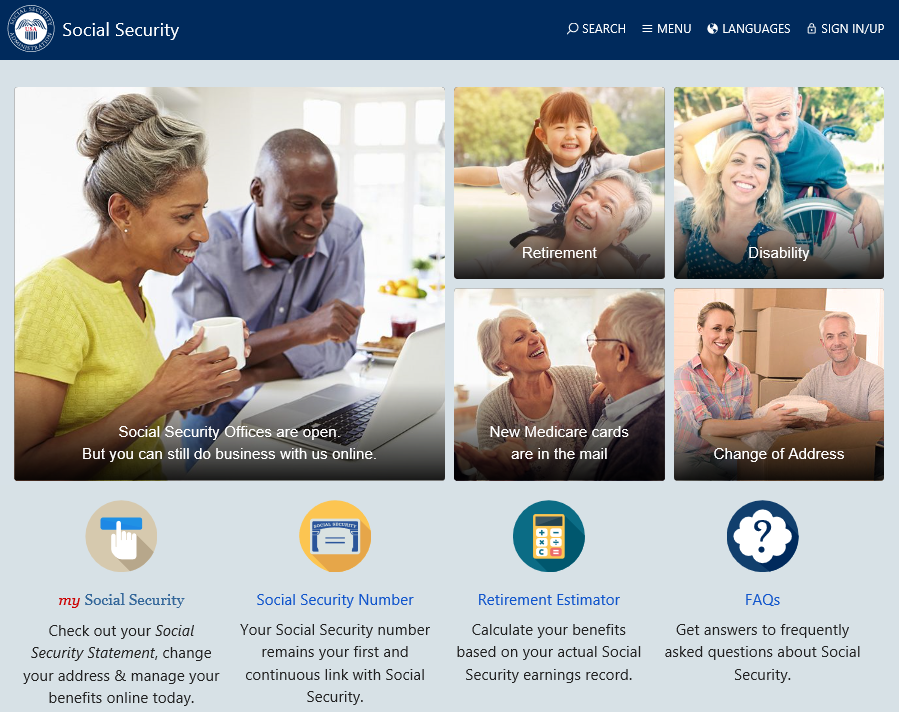 Social Security
SEARCH
MENU
LANGUAGES
SIGN IN/UP
USA
Social Security Offices are open.
But you can still do business with us online.
Retirement
Disability
New Medicare cards
are in the mail
Change of Address
SOCIAL SECURITY
my Social Security
Check out your Social
Security Statement, change
your address & manage your
benefits online today.
Social Security Number
Your Social Security number
remains your first and
continuous link with Social
Security.
Retirement Estimator
Calculate your benefits
based on your actual Social
Security earnings record.
?
FAQs
Get answers to frequently
asked questions about Social
Security.